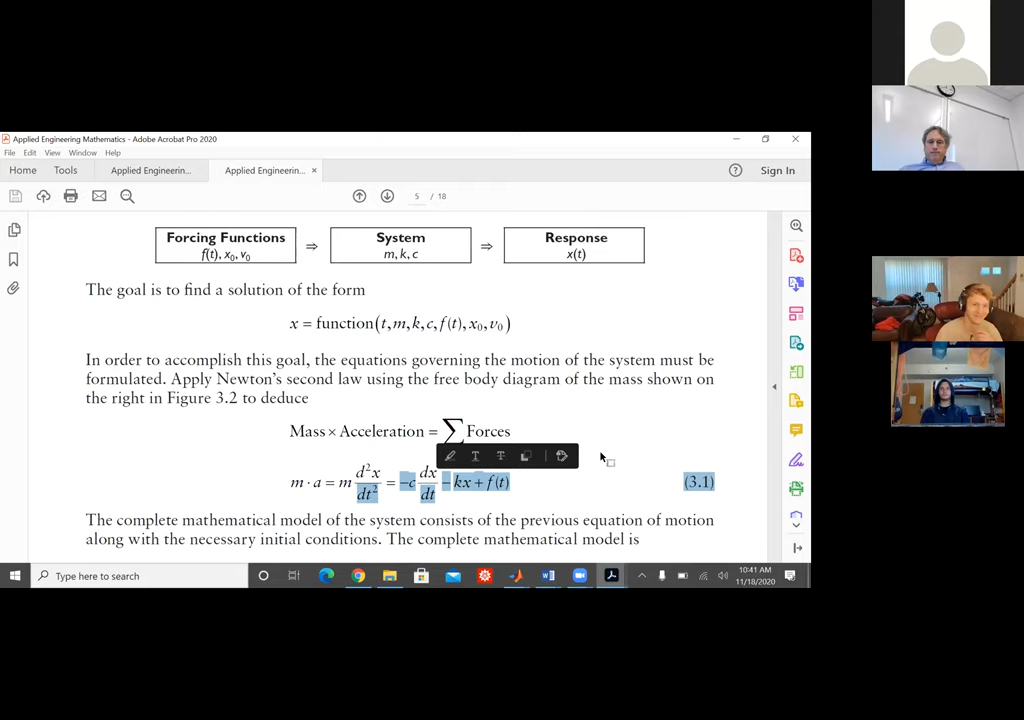 Applied Engineering Mathematics - Adobe Acrobat Pro 2020
File Edit View Window Help
Home Tools Applied Engineerin... Applied Engineerin... × Sign In
5 / 18
Forcing Functions ⇒ System ⇒ Response
f(t), x₀, v₀ m, k, c x(t)
The goal is to find a solution of the form
x = function(t, m, k, c, f(t), x₀, v₀)
In order to accomplish this goal, the equations governing the motion of the system must be
formulated. Apply Newton's second law using the free body diagram of the mass shown on
the right in Figure 3.2 to deduce
Mass × Acceleration = ∑ Forces
m · a = m d²x/dt² = −c dx/dt − kx + f(t) (3.1)
The complete mathematical model of the system consists of the previous equation of motion
along with the necessary initial conditions. The complete mathematical model is
Type here to search
10:41 AM
11/18/2020